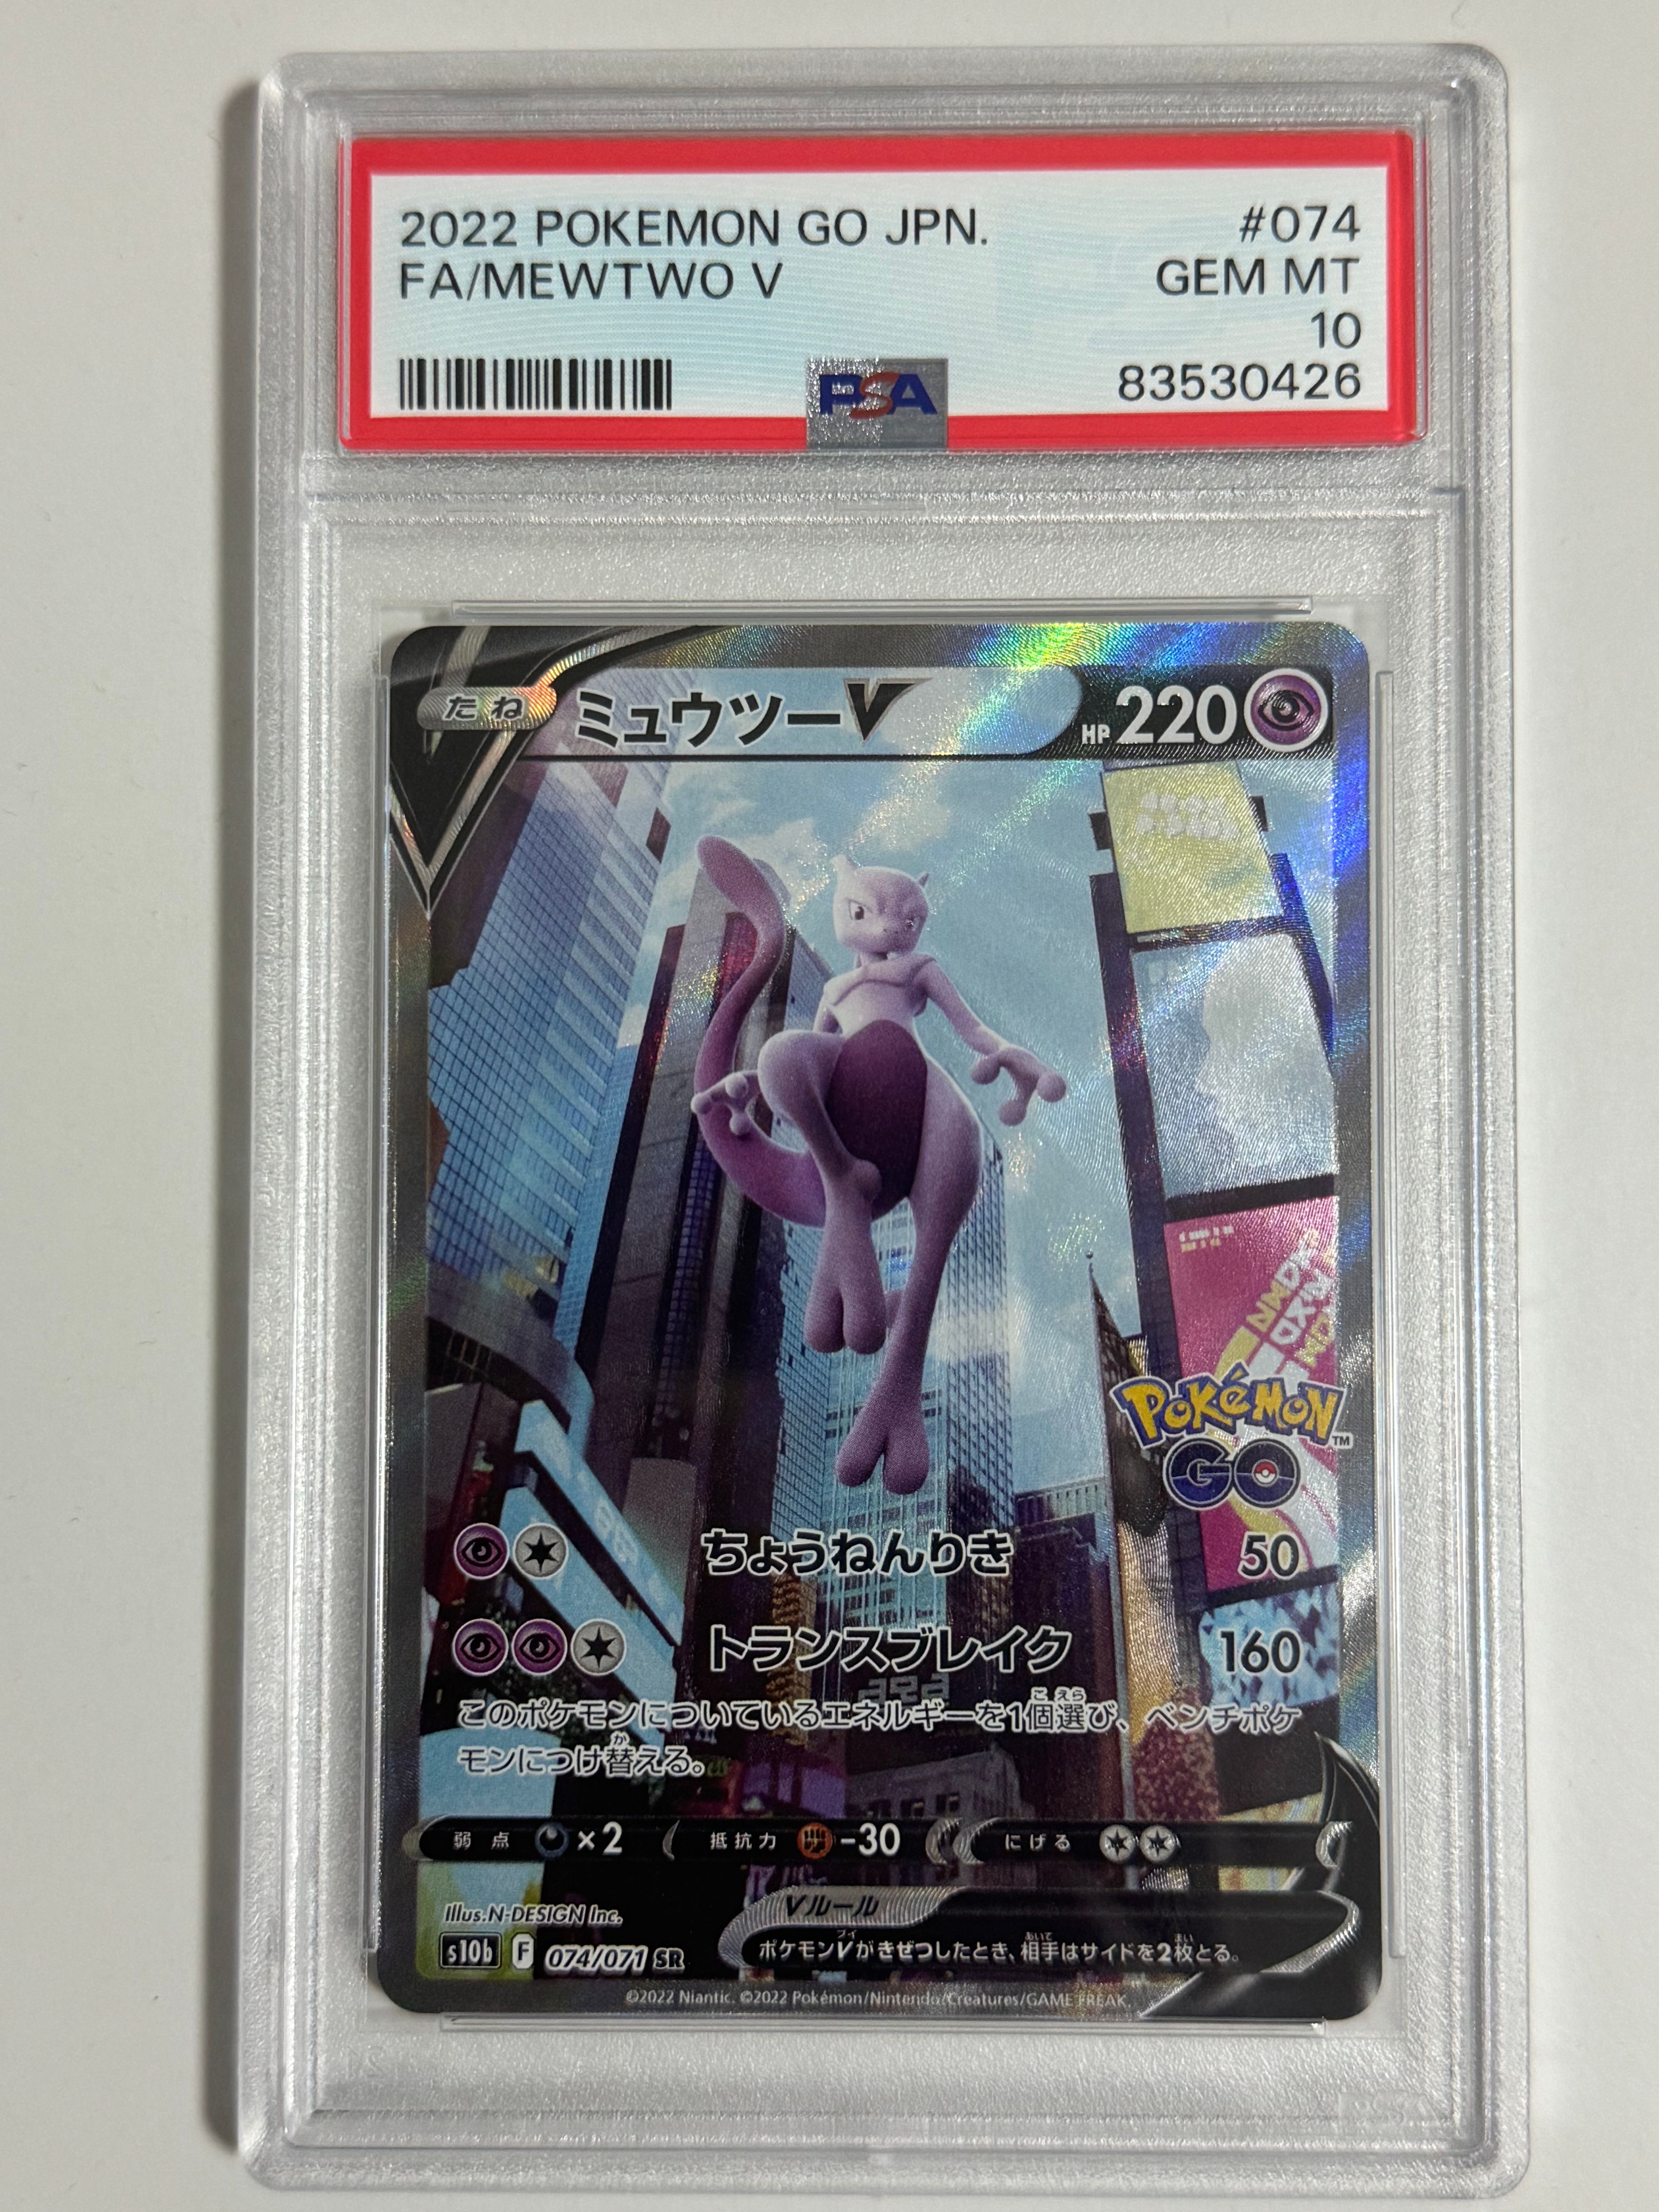 2022 POKEMON GO JPN. #074
FA/MEWTWO V GEM MT
10
PSA 83530426
たね ミュウツーV HP 220
Pokémon GO ™
ちょうねんりき 50
トランスブレイク 160
このポケモンについているエネルギーを1個選び、ベンチポケ
モンにつけ替える。
弱点 ×2 抵抗力 -30 にげる
Illus.N-DESIGN Inc.
Vルール
s10b F 074/071 SR
ポケモンVがきぜつしたとき、相手はサイドを2枚とる。
©2022 Niantic. ©2022 Pokémon/Nintendo/Creatures/GAME FREAK.